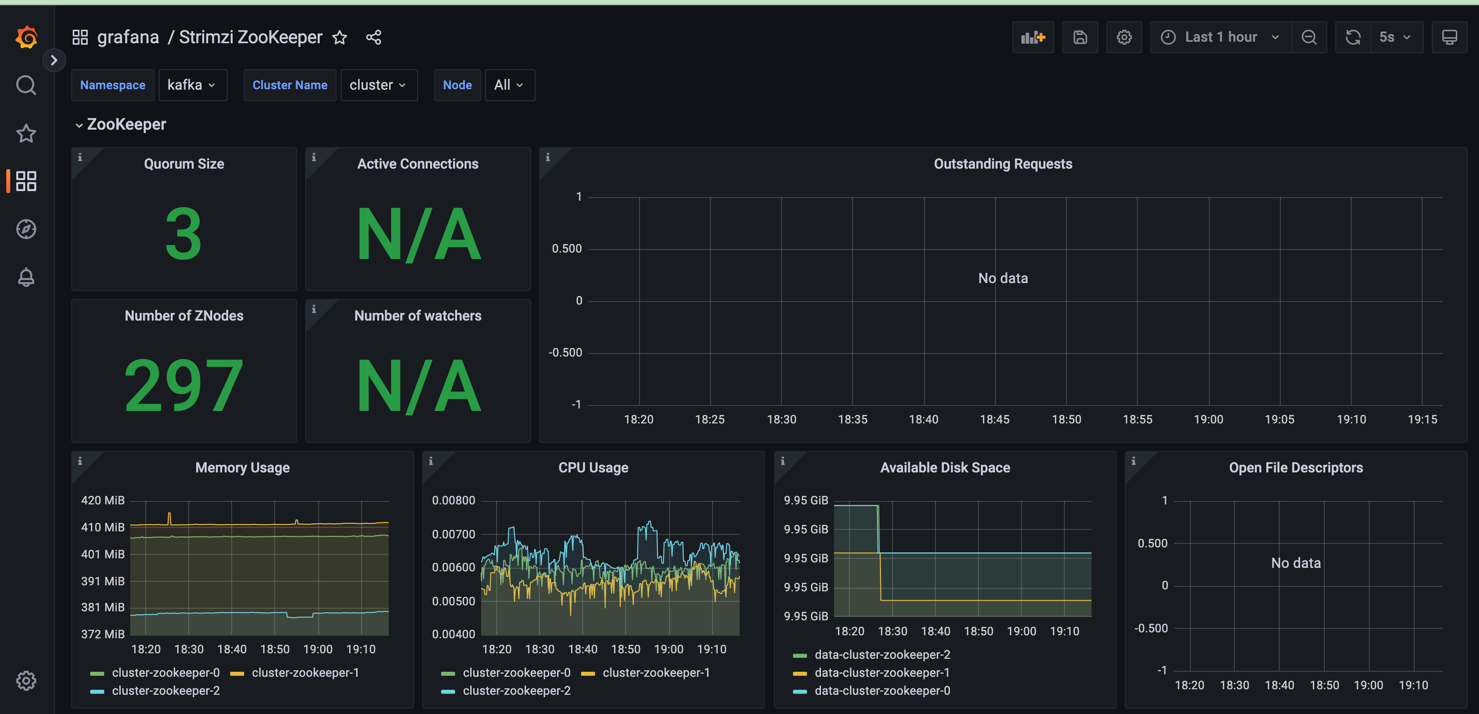 grafana / Strimzi ZooKeeper
Last 1 hour
5s
Namespace kafka Cluster Name cluster Node All
ZooKeeper
Quorum Size
3
Active Connections
N/A
Outstanding Requests
1
0.500
0
-0.500
-1
No data
18:20 18:25 18:30 18:35 18:40 18:45 18:50 18:55 19:00 19:05 19:10 19:15
Number of ZNodes
297
Number of watchers
N/A
Memory Usage
420 MiB
410 MiB
401 MiB
391 MiB
381 MiB
372 MiB
18:20 18:30 18:40 18:50 19:00 19:10
cluster-zookeeper-0 cluster-zookeeper-1
cluster-zookeeper-2
CPU Usage
0.00800
0.00700
0.00600
0.00500
0.00400
18:20 18:30 18:40 18:50 19:00 19:10
cluster-zookeeper-0 cluster-zookeeper-1
cluster-zookeeper-2
Available Disk Space
9.95 GiB
9.95 GiB
9.95 GiB
9.95 GiB
9.95 GiB
18:20 18:30 18:40 18:50 19:00 19:10
data-cluster-zookeeper-2
data-cluster-zookeeper-1
data-cluster-zookeeper-0
Open File Descriptors
1
0.500
0
-0.500
-1
No data
18:20 18:30 18:40 18:50 19:00 19:10